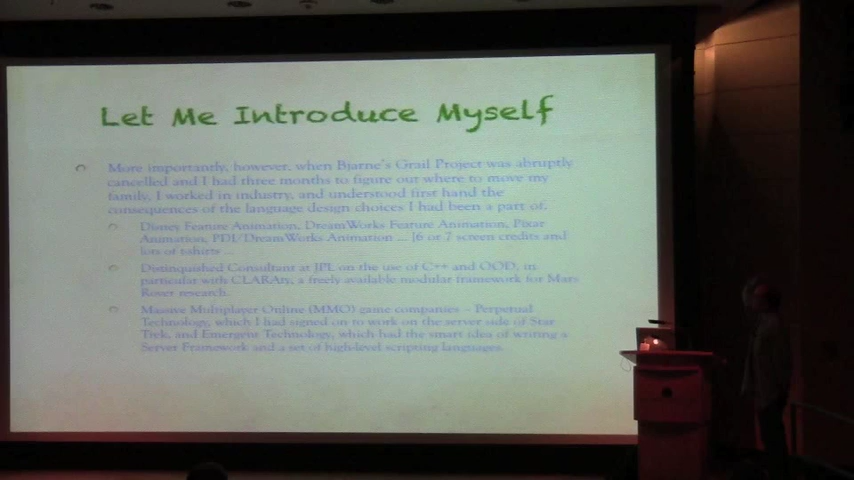 Let Me Introduce Myself
More importantly, however, when Bjarne's Grail Project was abruptly
cancelled and I had three months to figure out where to move my
family, I worked in industry, and understood first hand the
consequences of the language design choices I had been a part of.
Disney Feature Animation, DreamWorks Feature Animation, Pixar
Animation, PDI/DreamWorks Animation ... [6 or 7 screen credits and
lots of tshirts ...
Distinguished Consultant at JPL on the use of C++ and OOD, in
particular with CLARAty, a freely available modular framework for Mars
Rover research.
Massive Multiplayer Online (MMO) game companies - Perpetual
Technology, which I had signed on to work on the server side of Star
Trek, and Emergent Technology, which had the smart idea of writing a
Server Framework and a set of high-level scripting languages.